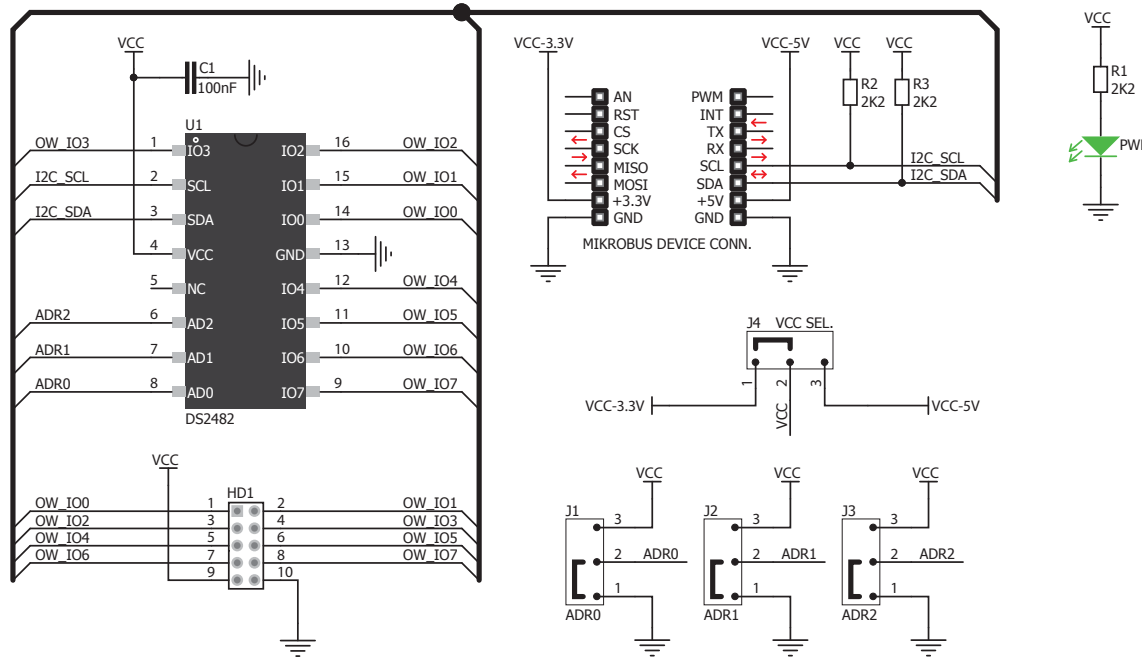 VCC
C1
100nF
U1
OW_IO3 1 IO3 IO2 16 OW_IO2
I2C_SCL 2 SCL IO1 15 OW_IO1
I2C_SDA 3 SDA IO0 14 OW_IO0
4 VCC GND 13
5 NC IO4 12 OW_IO4
ADR2 6 AD2 IO5 11 OW_IO5
ADR1 7 AD1 IO6 10 OW_IO6
ADR0 8 AD0 IO7 9 OW_IO7
DS2482
VCC
HD1
OW_IO0 1 2 OW_IO1
OW_IO2 3 4 OW_IO3
OW_IO4 5 6 OW_IO5
OW_IO6 7 8 OW_IO7
9 10
VCC-3.3V VCC-5V VCC VCC
R2
2K2
R3
2K2
AN PWM
RST INT
CS TX
SCK RX
MISO SCL I2C_SCL
MOSI SDA I2C_SDA
+3.3V +5V
GND GND
MIKROBUS DEVICE CONN.
VCC
R1
2K2
PW
J4 VCC SEL.
1 2 3
VCC-3.3V VCC VCC-5V
VCC VCC VCC
J1 J2 J3
3 3 3
2 ADR0 2 ADR1 2 ADR2
1 1 1
ADR0 ADR1 ADR2